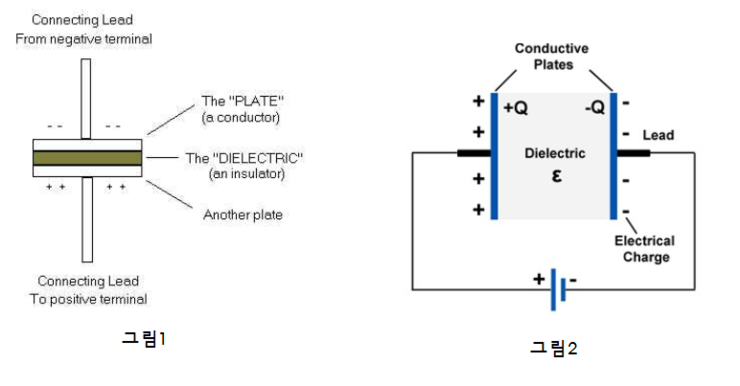 Connecting Lead
From negative terminal
- - - -
The "PLATE"
(a conductor)
The "DIELECTRIC"
(an insulator)
+ + + +
Another plate
Connecting Lead
To positive terminal
그림1
Conductive
Plates
+ +Q -Q -
+ - Lead
Dielectric
ε
+ -
+ -
Electrical
Charge
+ -
그림2